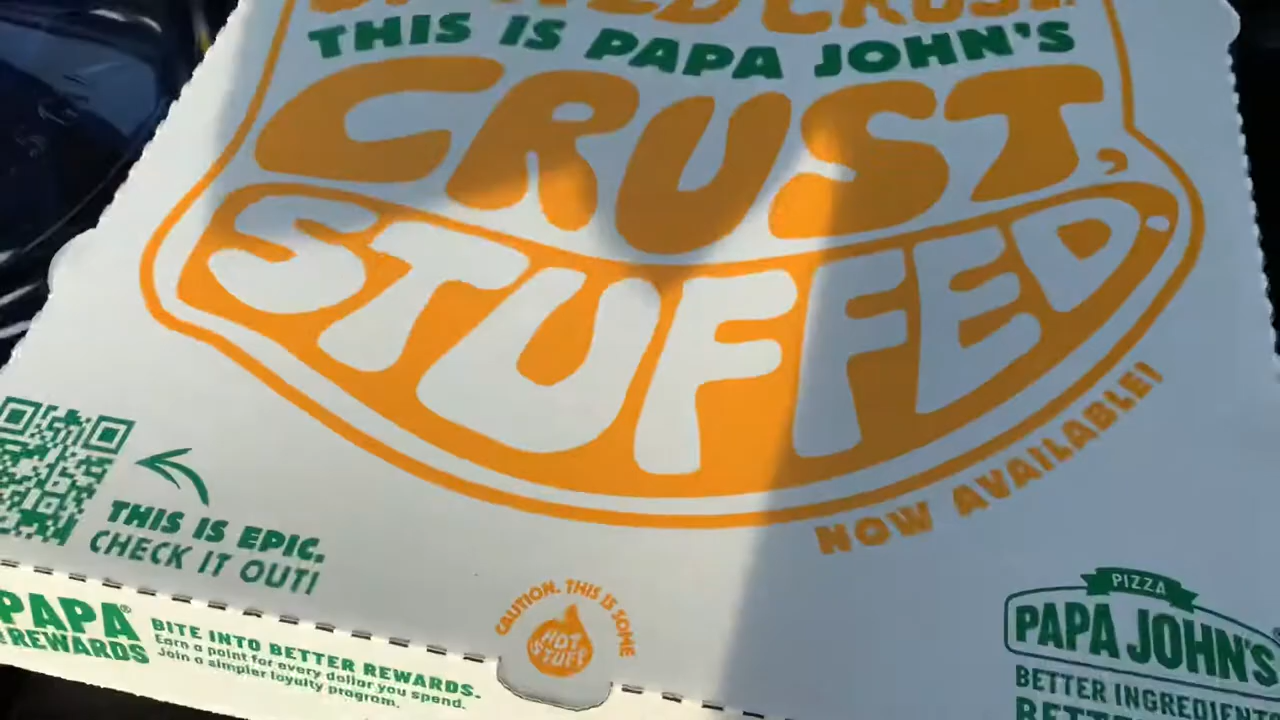 CRUST
THIS IS PAPA JOHN'S
CRUST,
STUFFED.
NOW AVAILABLE!
THIS IS EPIC.
CHECK IT OUT!
CAUTION. THIS IS SOME
HOT
STUFF
PAPA
REWARDS
BITE INTO BETTER REWARDS.
Earn a point for every dollar you spend.
Join a simpler loyalty program.
PIZZA
PAPA JOHN'S
BETTER